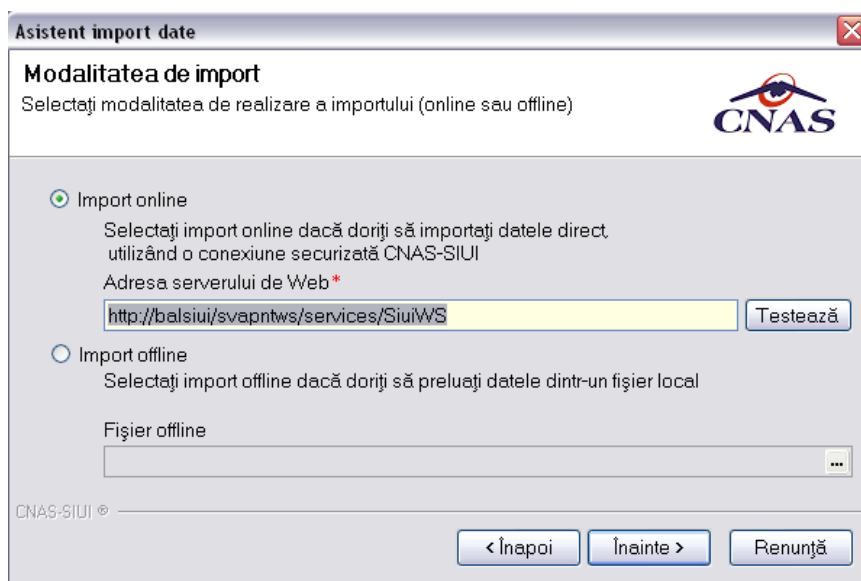 Asistent import date
Modalitatea de import
Selectaţi modalitatea de realizare a importului (online sau offline)
CNAS
Import online
Selectaţi import online dacă doriţi să importaţi datele direct,
utilizând o conexiune securizată CNAS-SIUI
Adresa serverului de Web*
http://balsiui/svapntws/services/SiuiWS
Testează
Import offline
Selectaţi import offline dacă doriţi să preluaţi datele dintr-un fişier local
Fişier offline
...
CNAS-SIUI ®
< Înapoi
Înainte >
Renunţă